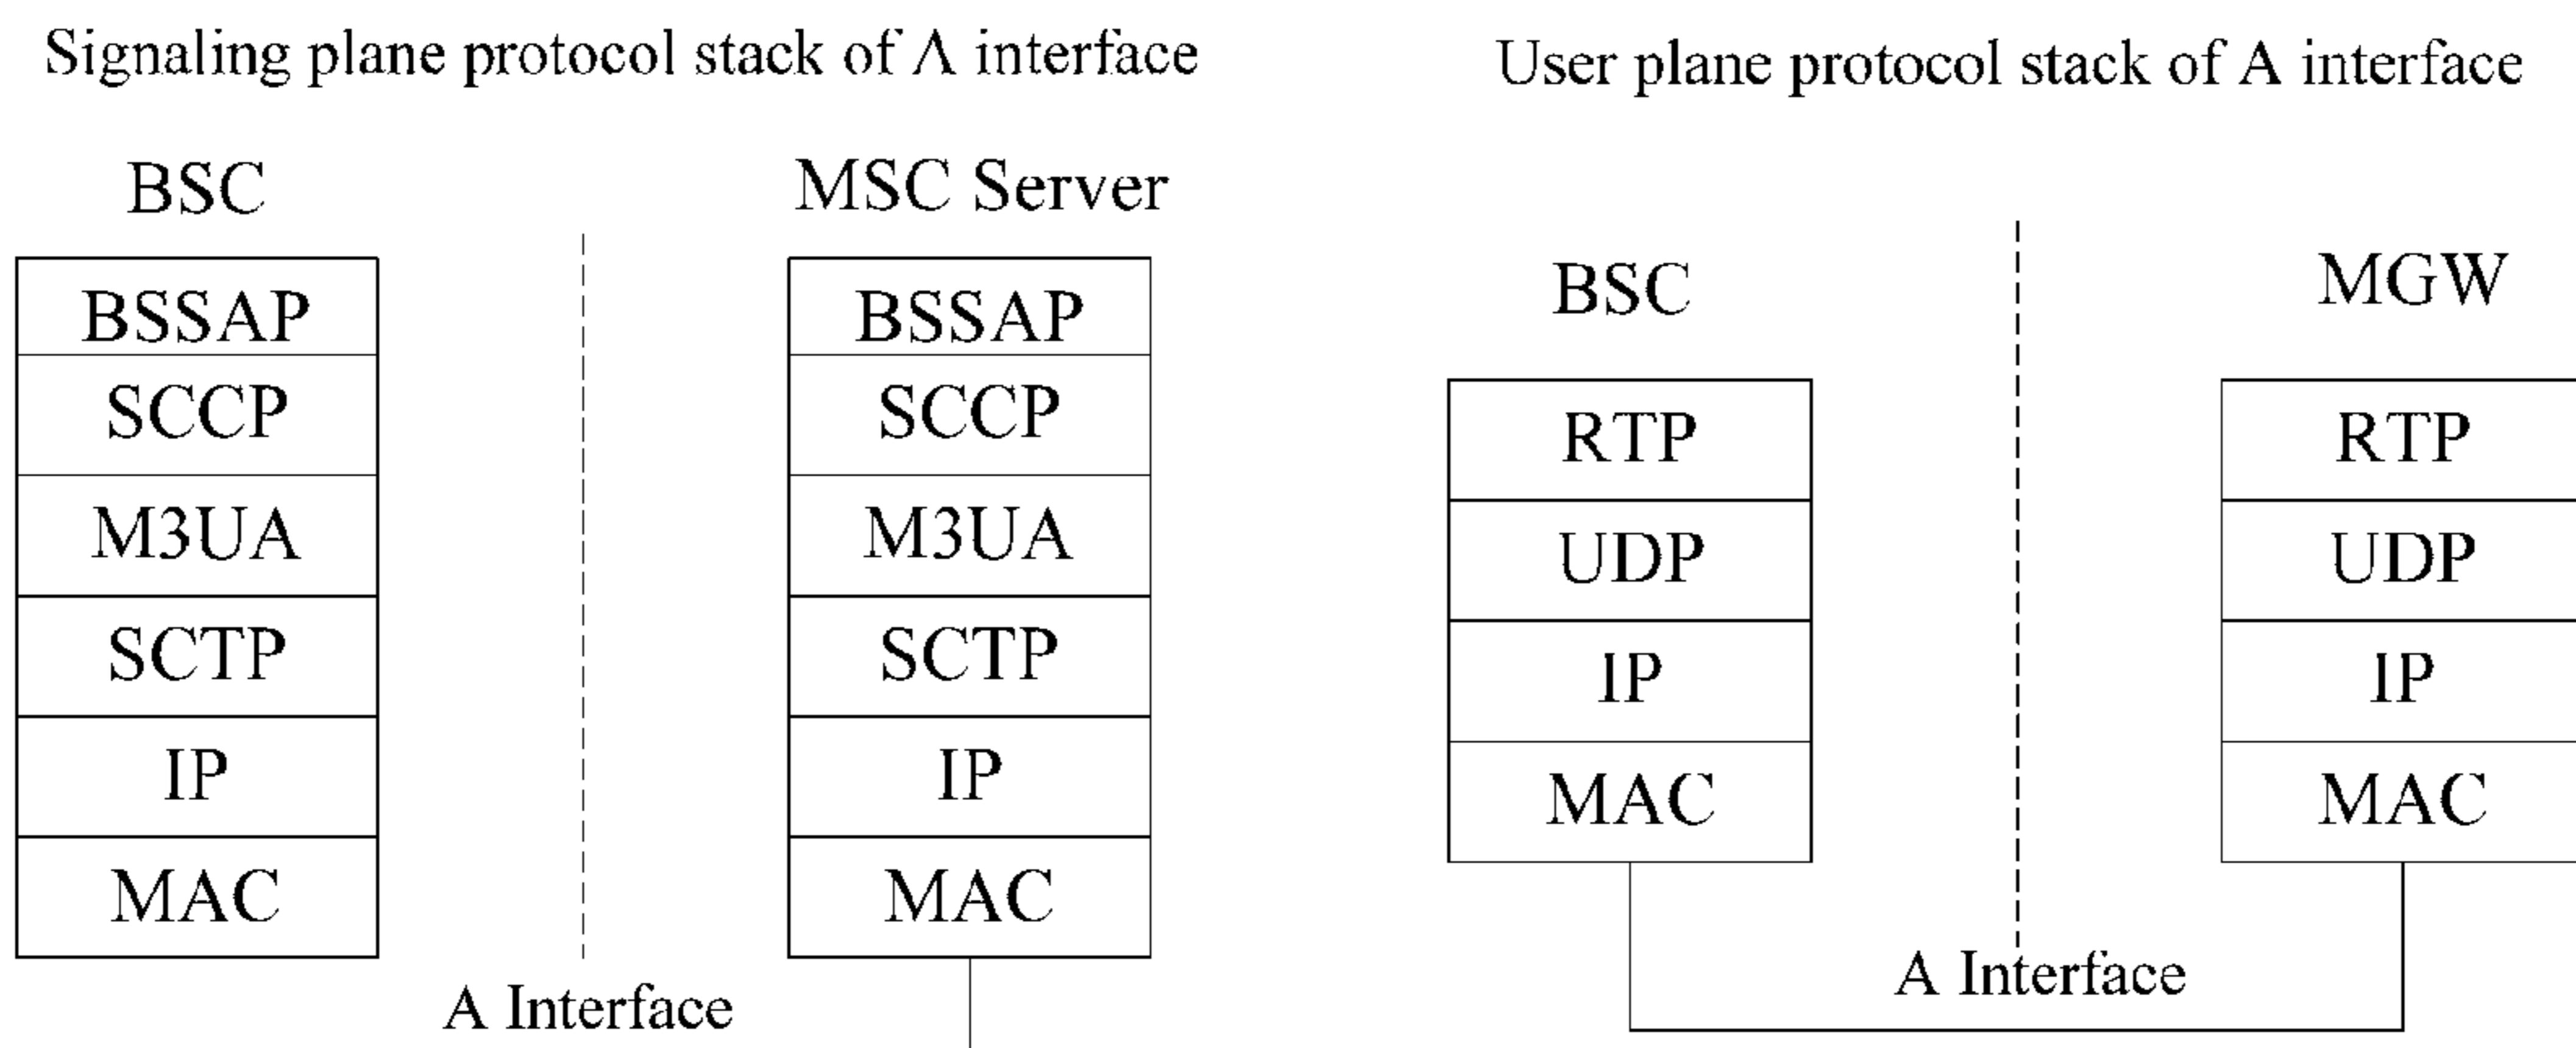 Signaling plane protocol stack of A interface
BSC
MSC Server
BSSAP
BSSAP
SCCP
SCCP
M3UA
M3UA
SCTP
SCTP
IP
IP
MAC
MAC
A Interface
User plane protocol stack of A interface
BSC
MGW
RTP
RTP
UDP
UDP
IP
IP
MAC
MAC
A Interface